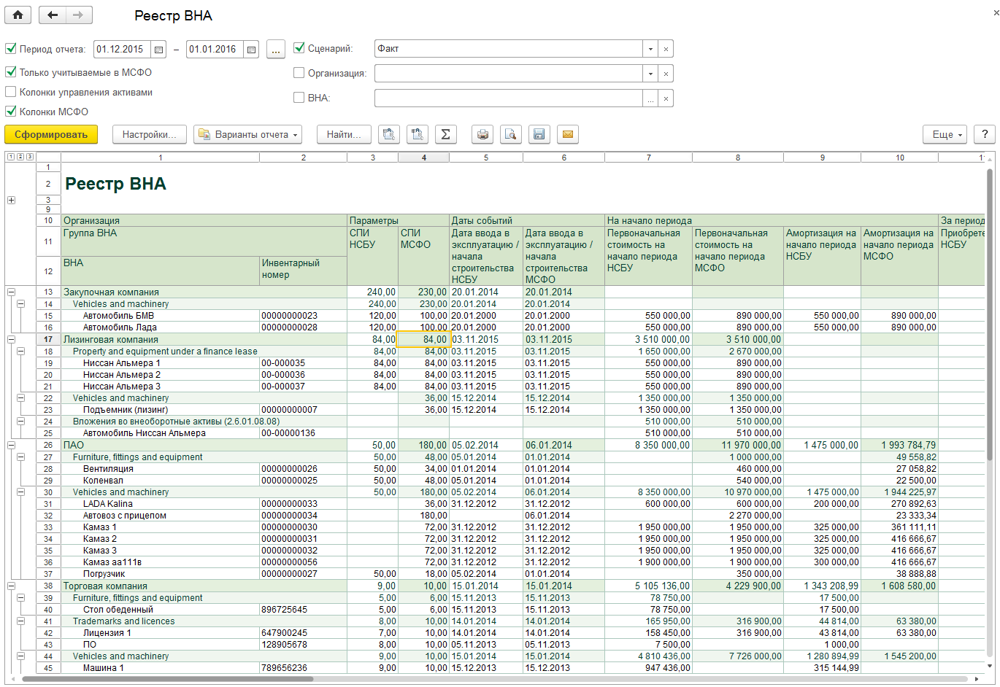 Реестр ВНА
Период отчета: 01.12.2015 – 01.01.2016 ... Сценарий: Факт
Только учитываемые в МСФО Организация:
Колонки управления активами ВНА: ...
Колонки МСФО
Сформировать Настройки... Варианты отчета Найти... Σ Еще ?
1 2 3 1 2 3 4 5 6 7 8 9 10
1
2 Реестр ВНА
3
9
10 Организация Параметры Даты событий На начало периода За период
11 Группа ВНА СПИ НСБУ СПИ МСФО Дата ввода в эксплуатацию / начала строительства НСБУ Дата ввода в эксплуатацию / начала строительства МСФО Первоначальная стоимость на начало периода НСБУ Первоначальная стоимость на начало периода МСФО Амортизация на начало периода НСБУ Амортизация на начало периода МСФО НСБУ
12 ВНА Инвентарный номер
13 Закупочная компания 240,00 230,00 20.01.2014 20.01.2014
14 Vehicles and machinery 240,00 230,00 20.01.2014 20.01.2014
15 Автомобиль БМВ 00000000023 120,00 100,00 20.01.2000 20.01.2000 550 000,00 890 000,00 550 000,00 890 000,00
16 Автомобиль Лада 00000000028 120,00 100,00 20.01.2000 20.01.2000 550 000,00 890 000,00 550 000,00 890 000,00
17 Лизинговая компания 84,00 84,00 03.11.2015 03.11.2015 3 510 000,00 3 510 000,00
18 Property and equipment under a finance lease 84,00 84,00 03.11.2015 03.11.2015 1 650 000,00 2 670 000,00
19 Ниссан Альмера 1 00-000035 84,00 84,00 03.11.2015 03.11.2015 550 000,00 890 000,00
20 Ниссан Альмера 2 00-000036 84,00 84,00 03.11.2015 03.11.2015 550 000,00 890 000,00
21 Ниссан Альмера 3 00-000037 84,00 84,00 03.11.2015 03.11.2015 550 000,00 890 000,00
22 Vehicles and machinery 36,00 15.12.2014 15.12.2014 1 350 000,00 1 350 000,00
23 Подъемник (лизинг) 00000000007 36,00 15.12.2014 15.12.2014 1 350 000,00 1 350 000,00
24 Вложения во внеоборотные активы (2.6.01.08.08) 510 000,00 510 000,00
25 Автомобиль Ниссан Альмера 00-00000136 510 000,00 510 000,00
26 ПАО 50,00 180,00 05.02.2014 06.01.2014 8 350 000,00 11 970 000,00 1 475 000,00 1 993 784,79
27 Furniture, fittings and equipment 50,00 48,00 05.01.2014 01.01.2014 1 000 000,00 49 558,82
28 Вентиляция 00000000026 50,00 34,00 01.01.2014 01.01.2014 460 000,00 27 058,82
29 Коленвал 00000000025 50,00 48,00 05.01.2014 01.01.2014 540 000,00 22 500,00
30 Vehicles and machinery 50,00 180,00 05.02.2014 06.01.2014 8 350 000,00 10 970 000,00 1 475 000,00 1 944 225,97
31 LADA Kalina 00000000033 36,00 31.12.2012 31.12.2012 600 000,00 600 000,00 200 000,00 270 892,63
32 Автовоз с прицепом 00000000034 180,00 06.01.2014 2 270 000,00 23 333,34
33 Камаз 1 00000000030 72,00 31.12.2012 31.12.2012 1 950 000,00 1 950 000,00 325 000,00 361 111,11
34 Камаз 2 00000000031 72,00 31.12.2012 31.12.2012 1 950 000,00 1 950 000,00 325 000,00 416 666,67
35 Камаз 3 00000000032 72,00 31.12.2012 31.12.2012 1 950 000,00 1 950 000,00 325 000,00 416 666,67
36 Камаз аа111в 00000000056 72,00 31.12.2012 31.12.2012 1 900 000,00 1 900 000,00 300 000,00 416 666,67
37 Погрузчик 00000000027 50,00 18,00 05.02.2014 01.01.2014 350 000,00 38 888,88
38 Торговая компания 9,00 10,00 15.01.2014 15.01.2014 5 105 136,00 4 229 900,00 1 343 208,99 1 608 580,00
39 Furniture, fittings and equipment 5,00 6,00 15.11.2013 15.11.2013 78 750,00 17 500,00
40 Стол обеденный 896725645 5,00 6,00 15.11.2013 15.11.2013 78 750,00 17 500,00
41 Trademarks and licences 8,00 10,00 14.01.2014 14.01.2014 165 950,00 316 900,00 44 814,00 63 380,00
42 Лицензия 1 647900245 7,00 10,00 14.01.2014 14.01.2014 158 450,00 316 900,00 43 814,00 63 380,00
43 ПО 128905678 8,00 10,00 05.11.2013 05.11.2013 7 500,00 1 000,00
44 Vehicles and machinery 9,00 10,00 15.01.2014 15.01.2014 4 810 436,00 7 726 000,00 1 280 894,99 1 545 200,00
45 Машина 1 789656236 9,00 10,00 15.12.2013 15.12.2013 947 436,00 315 144,99